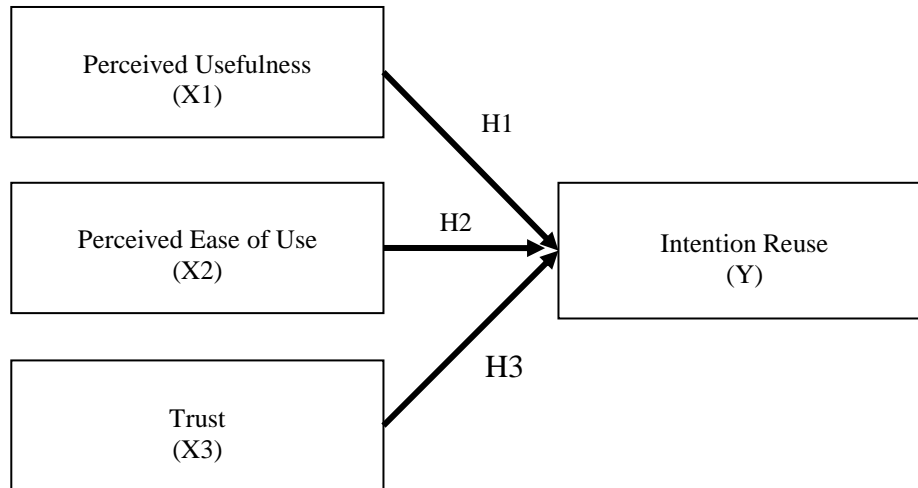 Perceived Usefulness
(X1)
H1
Perceived Ease of Use
(X2)
H2
Intention Reuse
(Y)
H3
Trust
(X3)